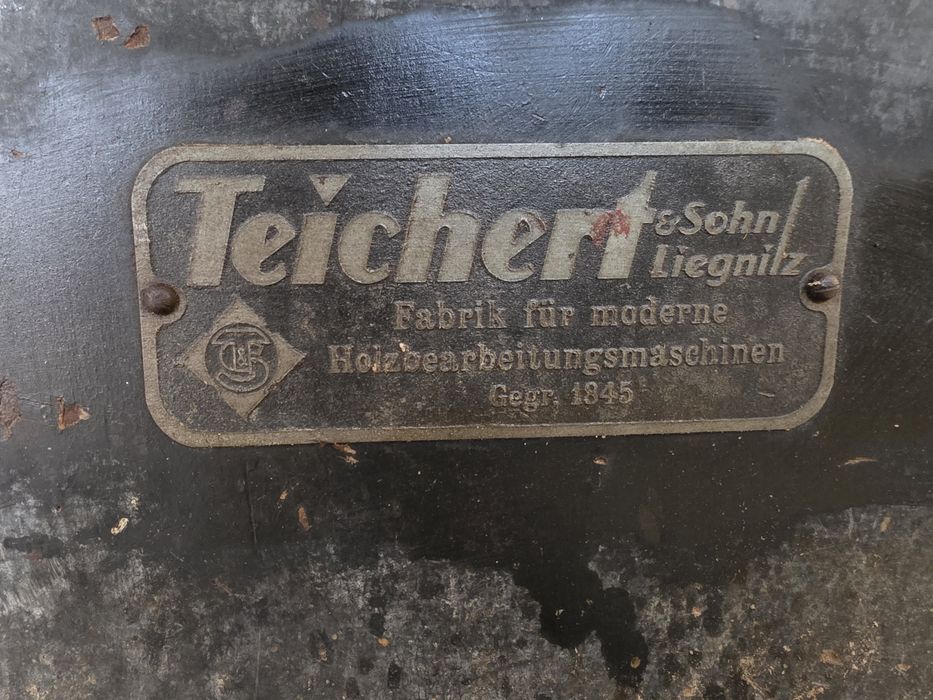 Teichert & Sohn
Liegnitz
Fabrik für moderne
Holzbearbeitungsmaschinen
Gegr. 1845
T&S